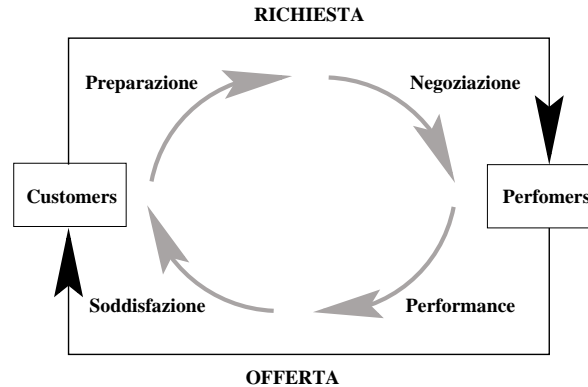 RICHIESTA
Preparazione
Negoziazione
Customers
Perfomers
Soddisfazione
Performance
OFFERTA